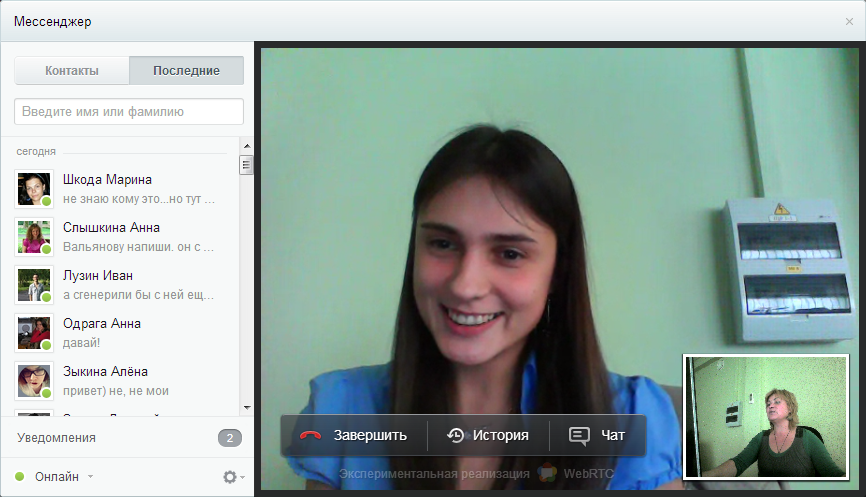 Мессенджер
Контакты
Последние
Введите имя или фамилию
сегодня
Шкода Марина
не знаю кому это...но тут ...
Слышкина Анна
Вальянову напиши. он с ...
Лузин Иван
а сгенерили бы с ней ещ...
Одрага Анна
давай!
Зыкина Алёна
привет) не, не мои
Уведомления
2
Онлайн
Завершить
История
Чат
Экспериментальная реализация WebRTC